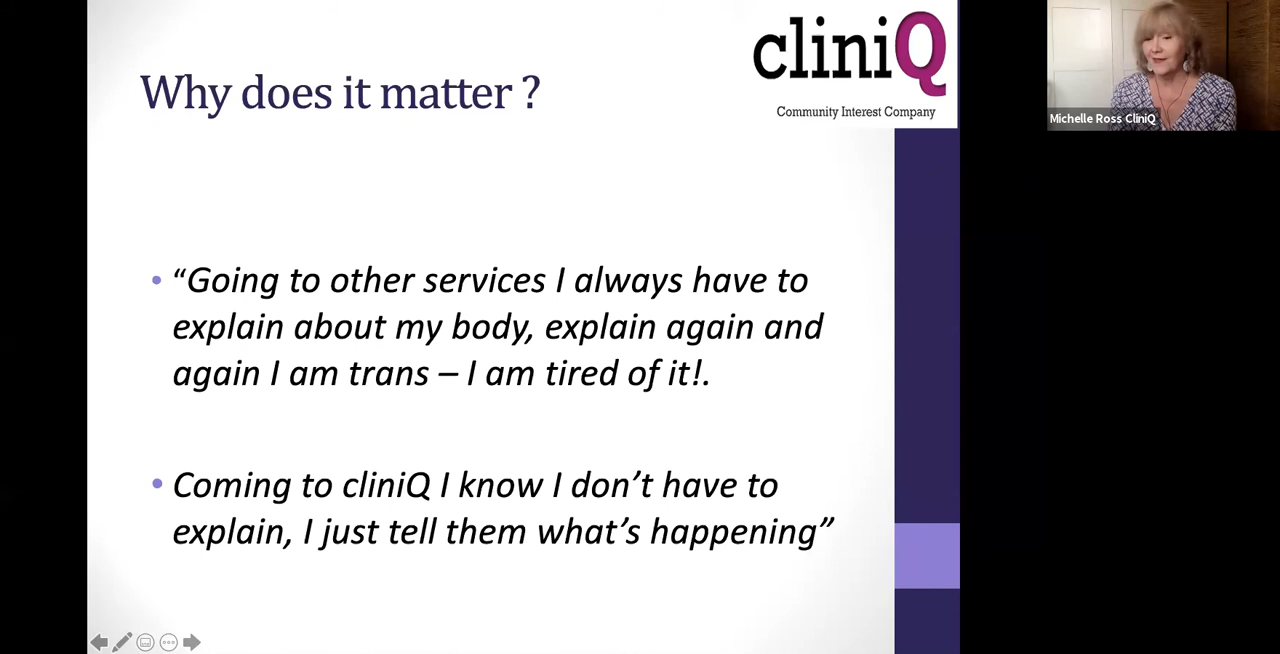 Why does it matter ?
cliniQ
Community Interest Company
Michelle Ross CliniQ
• “Going to other services I always have to
explain about my body, explain again and
again I am trans – I am tired of it!.
• Coming to cliniQ I know I don’t have to
explain, I just tell them what’s happening”